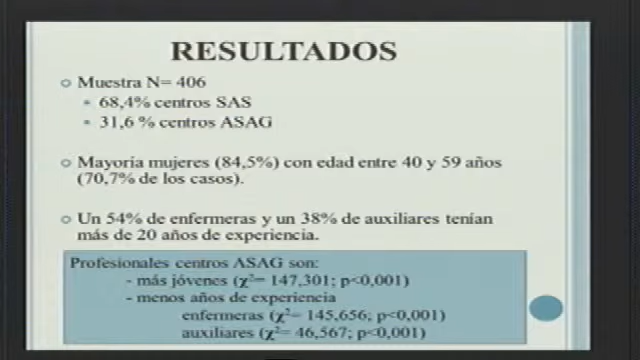 RESULTADOS
Muestra N= 406
68,4% centros SAS
31,6 % centros ASAG
Mayoría mujeres (84,5%) con edad entre 40 y 59 años
(70,7% de los casos).
Un 54% de enfermeras y un 38% de auxiliares tenían
más de 20 años de experiencia.
Profesionales centros ASAG son:
- más jóvenes (χ²= 147,301; p<0,001)
- menos años de experiencia
enfermeras (χ²= 145,656; p<0,001)
auxiliares (χ²= 46,567; p<0,001)